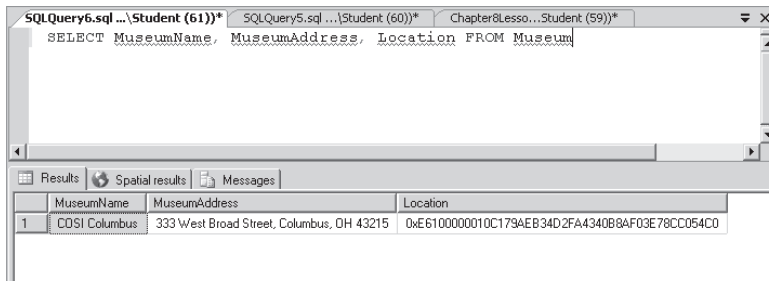 SQLQuery6.sql ...\Student (61))* SQLQuery5.sql ...\Student (60))* Chapter8Lesso...Student (59))*
SELECT MuseumName, MuseumAddress, Location FROM Museum
Results Spatial results Messages
MuseumName MuseumAddress Location
1 COSI Columbus 333 West Broad Street, Columbus, OH 43215 0xE6100000010C179AEB34D2FA4340B8AF03E78CC054C0